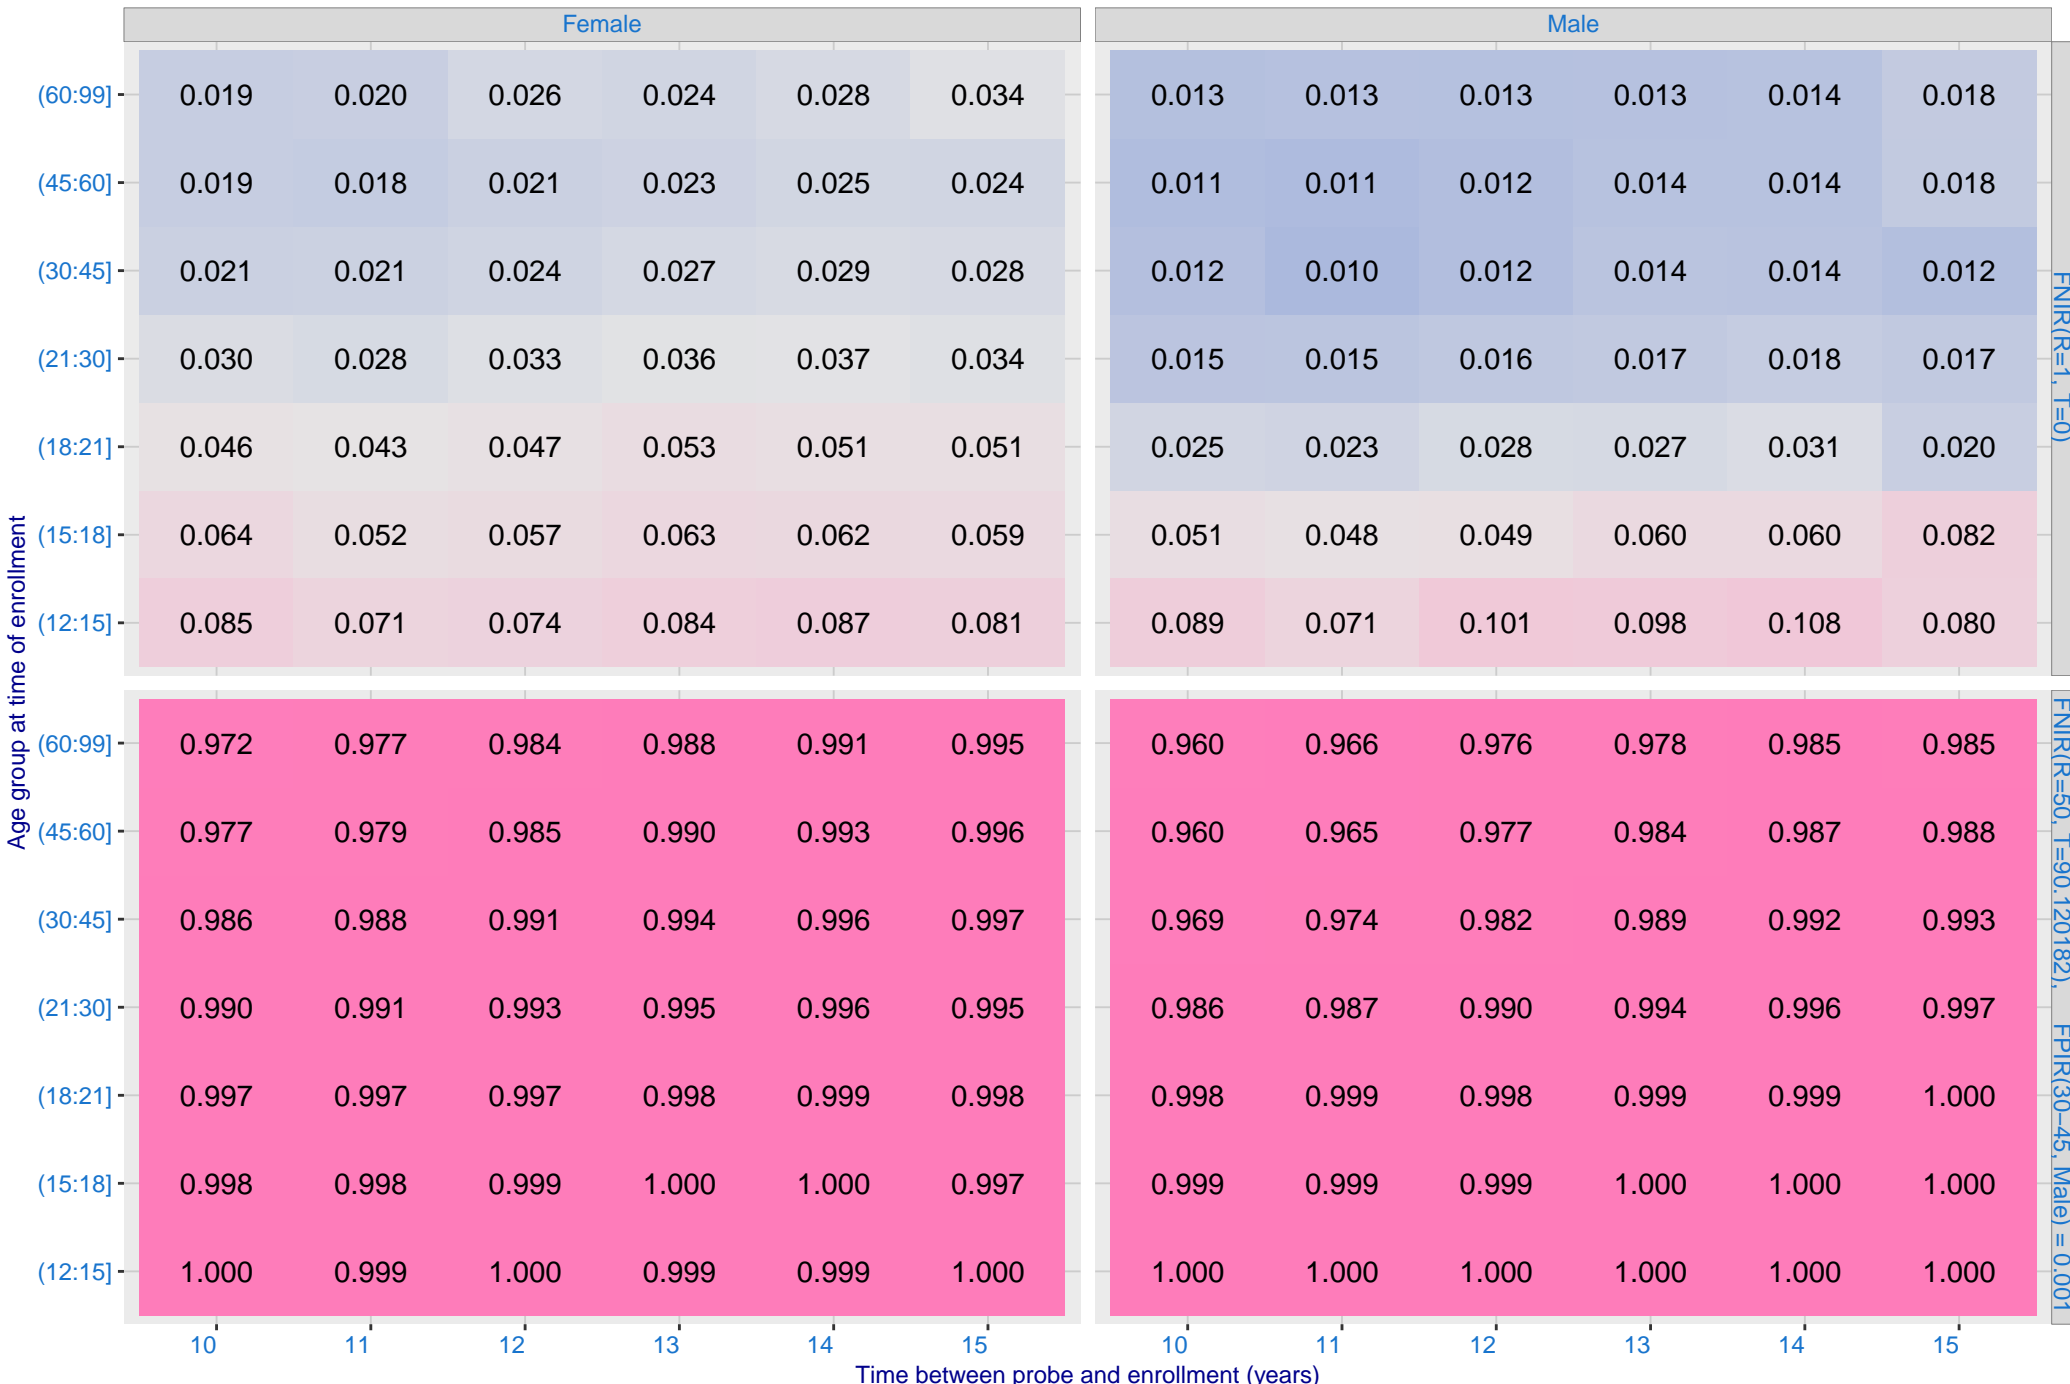 Female Male
(60:99] 0.019 0.020 0.026 0.024 0.028 0.034 0.013 0.013 0.013 0.013 0.014 0.018
(45:60] 0.019 0.018 0.021 0.023 0.025 0.024 0.011 0.011 0.012 0.014 0.014 0.018
(30:45] 0.021 0.021 0.024 0.027 0.029 0.028 0.012 0.010 0.012 0.014 0.014 0.012
(21:30] 0.030 0.028 0.033 0.036 0.037 0.034 0.015 0.015 0.016 0.017 0.018 0.017
(18:21] 0.046 0.043 0.047 0.053 0.051 0.051 0.025 0.023 0.028 0.027 0.031 0.020
(15:18] 0.064 0.052 0.057 0.063 0.062 0.059 0.051 0.048 0.049 0.060 0.060 0.082
(12:15] 0.085 0.071 0.074 0.084 0.087 0.081 0.089 0.071 0.101 0.098 0.108 0.080
FNIR(R=1, T=0)
Age group at time of enrollment
(60:99] 0.972 0.977 0.984 0.988 0.991 0.995 0.960 0.966 0.976 0.978 0.985 0.985
(45:60] 0.977 0.979 0.985 0.990 0.993 0.996 0.960 0.965 0.977 0.984 0.987 0.988
(30:45] 0.986 0.988 0.991 0.994 0.996 0.997 0.969 0.974 0.982 0.989 0.992 0.993
(21:30] 0.990 0.991 0.993 0.995 0.996 0.995 0.986 0.987 0.990 0.994 0.996 0.997
(18:21] 0.997 0.997 0.997 0.998 0.999 0.998 0.998 0.999 0.998 0.999 0.999 1.000
(15:18] 0.998 0.998 0.999 1.000 1.000 0.997 0.999 0.999 0.999 1.000 1.000 1.000
(12:15] 1.000 0.999 1.000 0.999 0.999 1.000 1.000 1.000 1.000 1.000 1.000 1.000
FNIR(R=50, T=90.120182), FPIR(30−45, Male) = 0.001
10 11 12 13 14 15 10 11 12 13 14 15
Time between probe and enrollment (years)